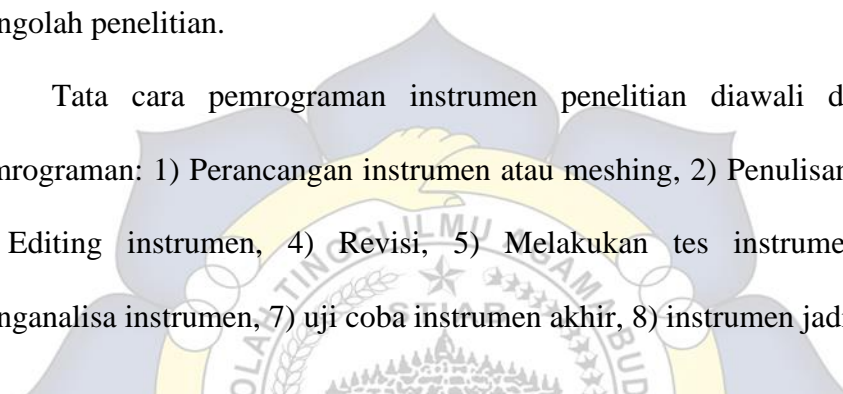 ngolah penelitian.
Tata cara pemrograman instrumen penelitian diawali d
mrograman: 1) Perancangan instrumen atau meshing, 2) Penulisan
Editing instrumen, 4) Revisi, 5) Melakukan tes instrume
nganalisa instrumen, 7) uji coba instrumen akhir, 8) instrumen jadi